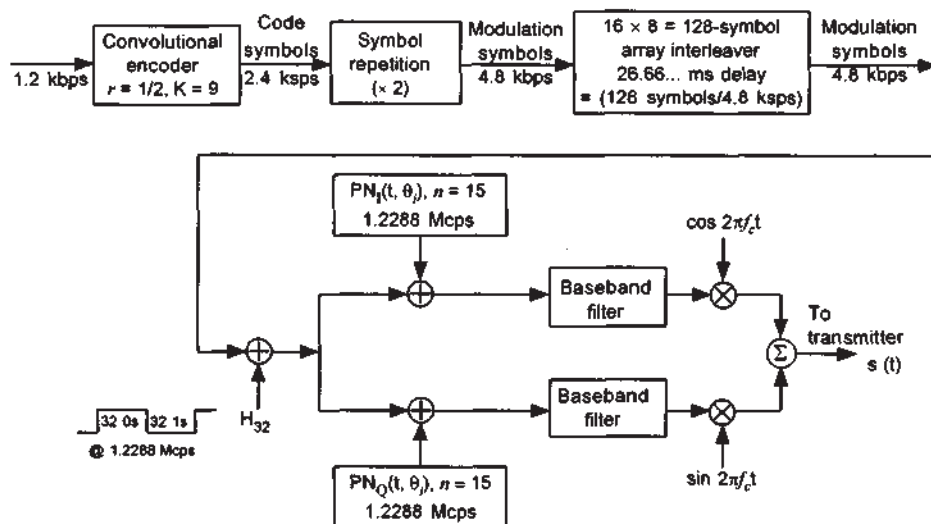 1.2 kbps
Convolutional
encoder
r = 1/2, K = 9
Code
symbols
2.4 ksps
Symbol
repetition
(× 2)
Modulation
symbols
4.8 kbps
16 × 8 = 128-symbol
array interleaver
26.66... ms delay
= (128 symbols/4.8 ksps)
Modulation
symbols
4.8 kbps
PN_I(t, θ_i), n = 15
1.2288 Mcps
cos 2πf_c t
Baseband
filter
To
transmitter
s (t)
Σ
32 0s 32 1s
@ 1.2288 Mcps
H_32
Baseband
filter
sin 2πf_c t
PN_Q(t, θ_i), n = 15
1.2288 Mcps